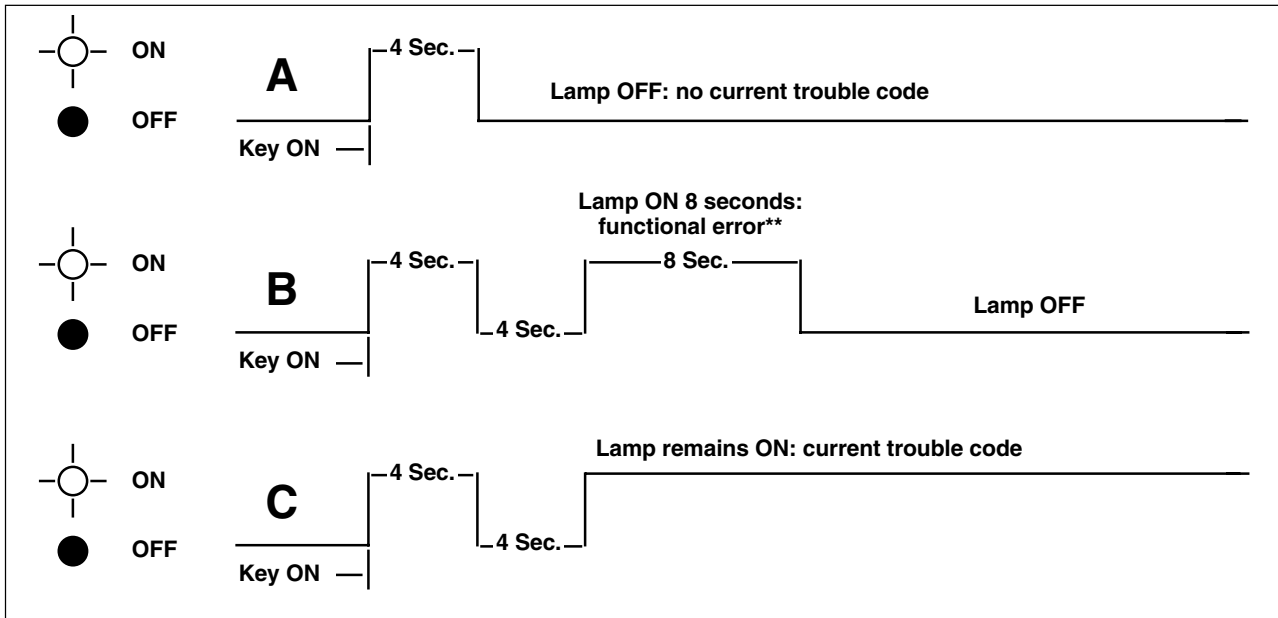 ON
4 Sec.
A
Lamp OFF: no current trouble code
OFF
Key ON
Lamp ON 8 seconds:
functional error**
ON
4 Sec.
8 Sec.
B
Lamp OFF
OFF
4 Sec.
Key ON
Lamp remains ON: current trouble code
ON
4 Sec.
C
OFF
4 Sec.
Key ON